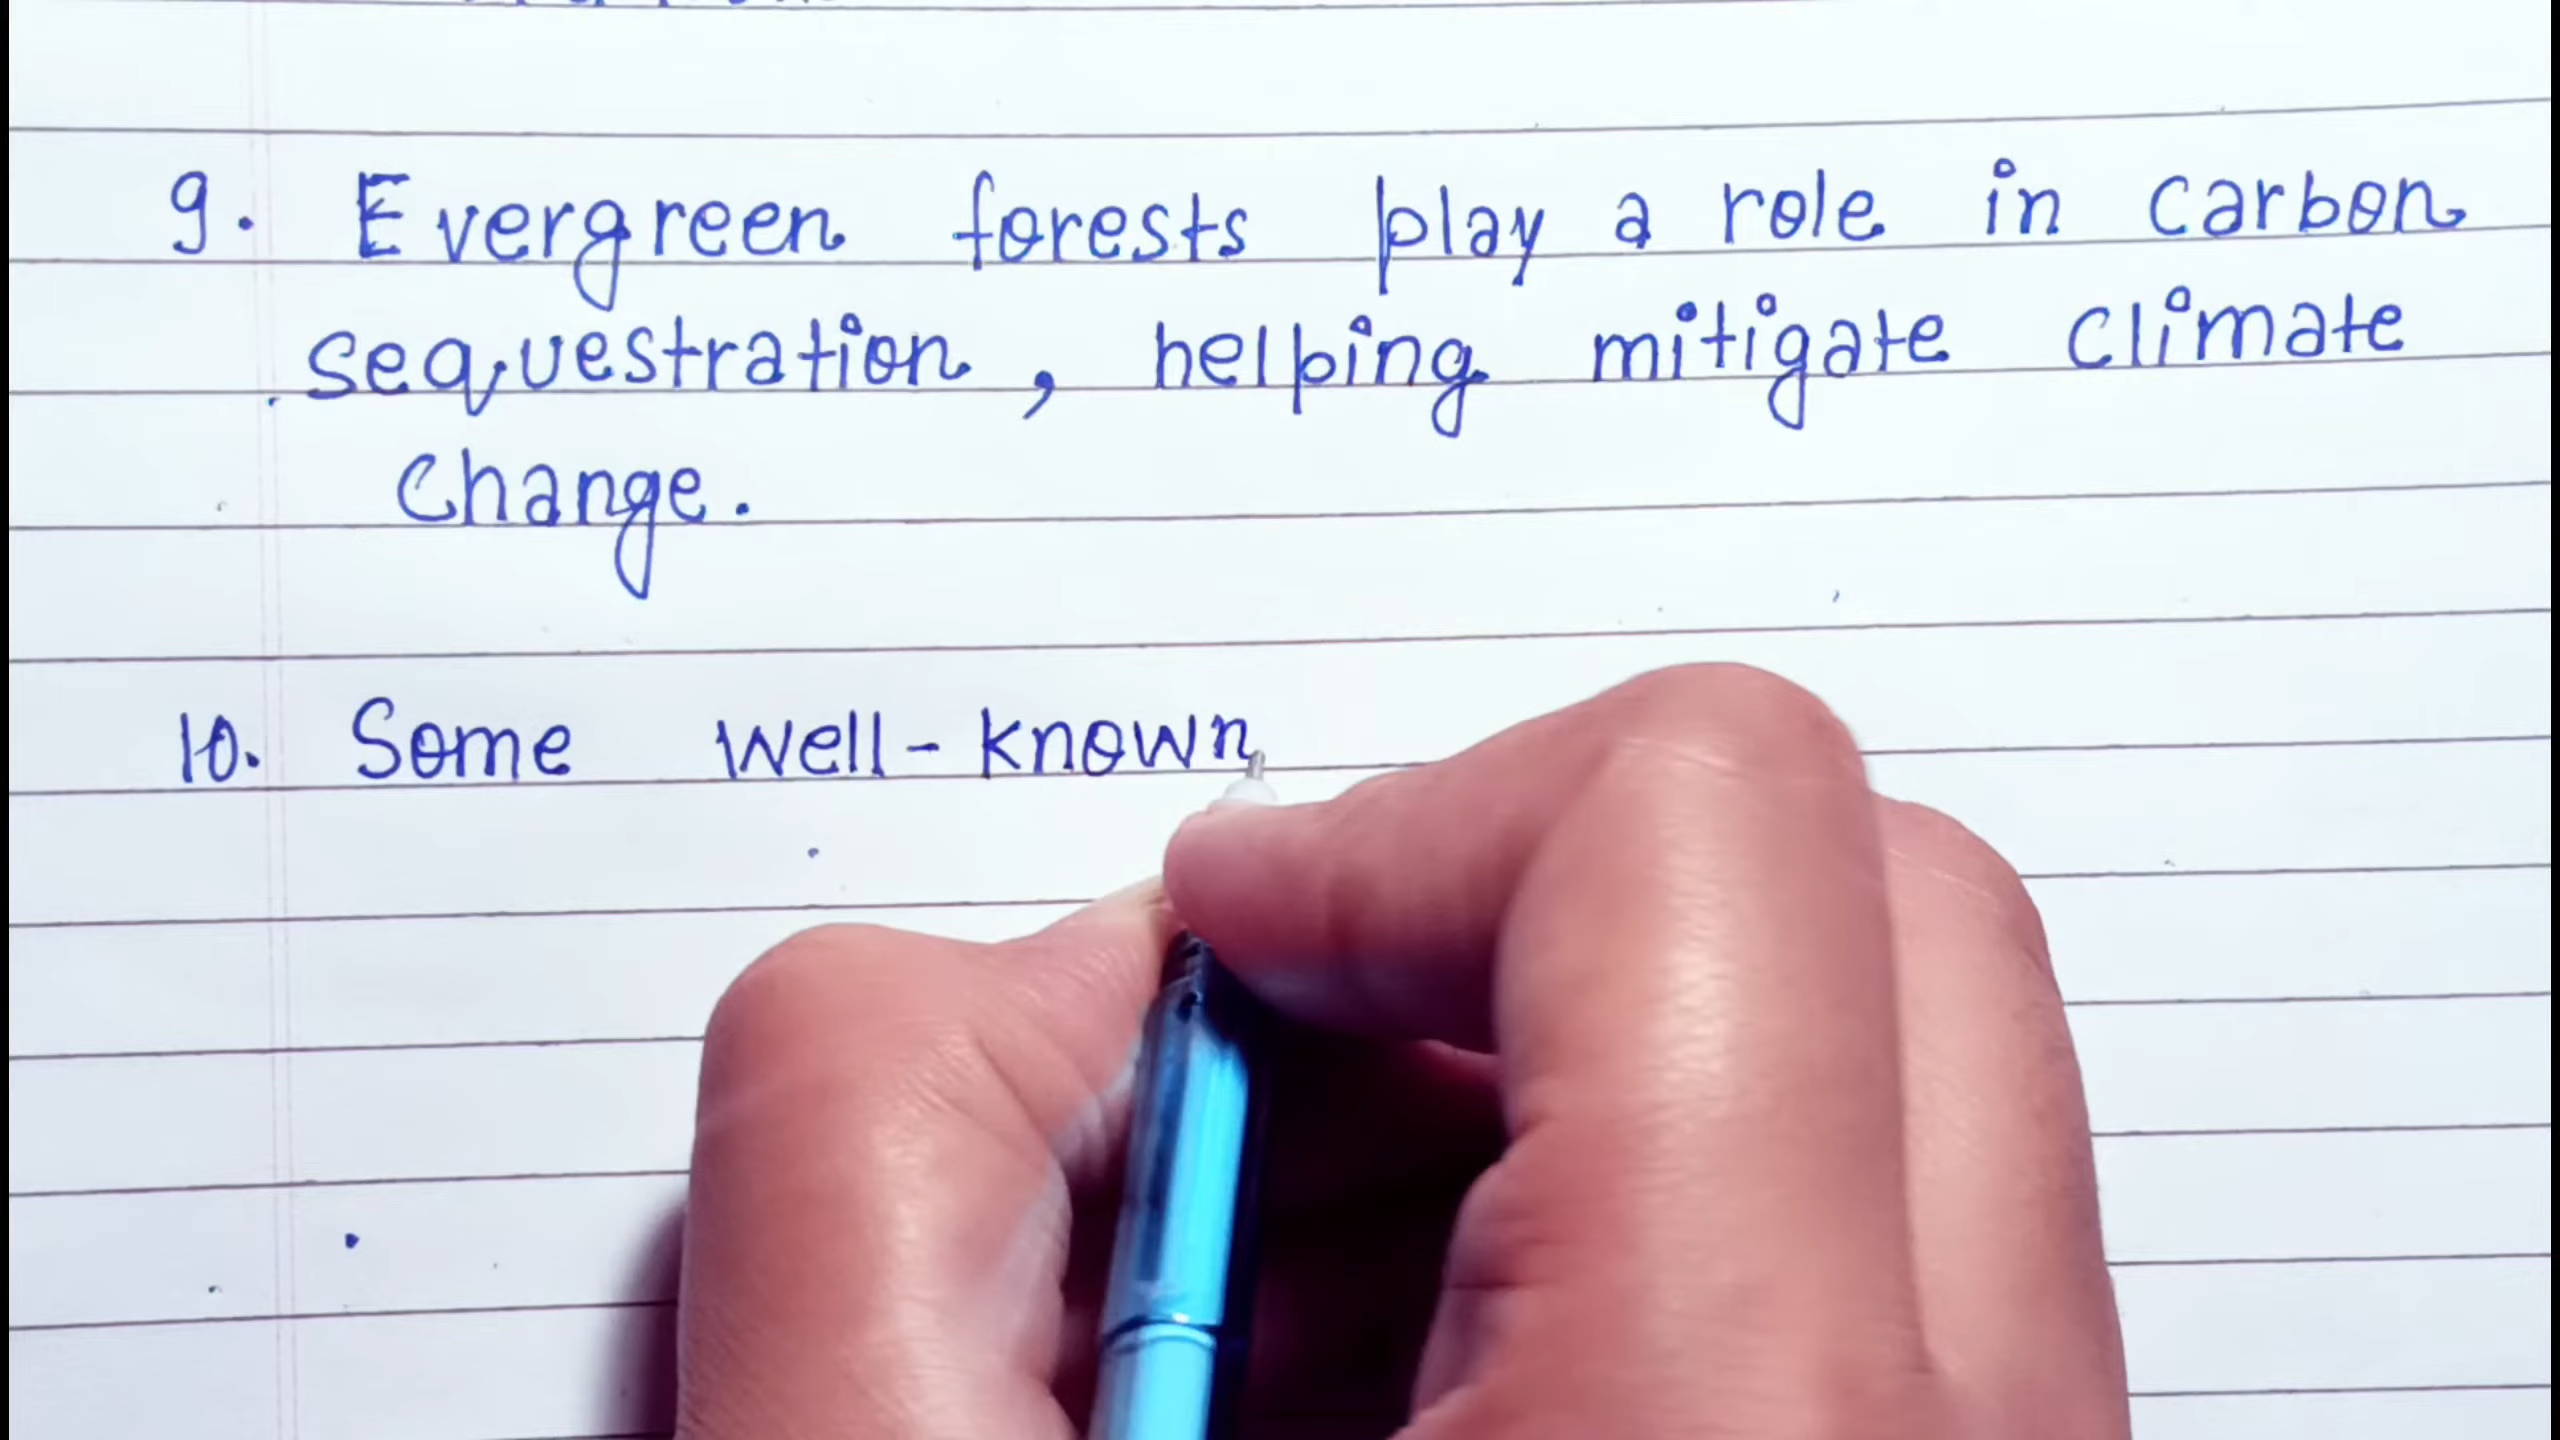 9. Evergreen forests play a role in carbon
sequestration, helping mitigate climate
change.
10. Some well-known